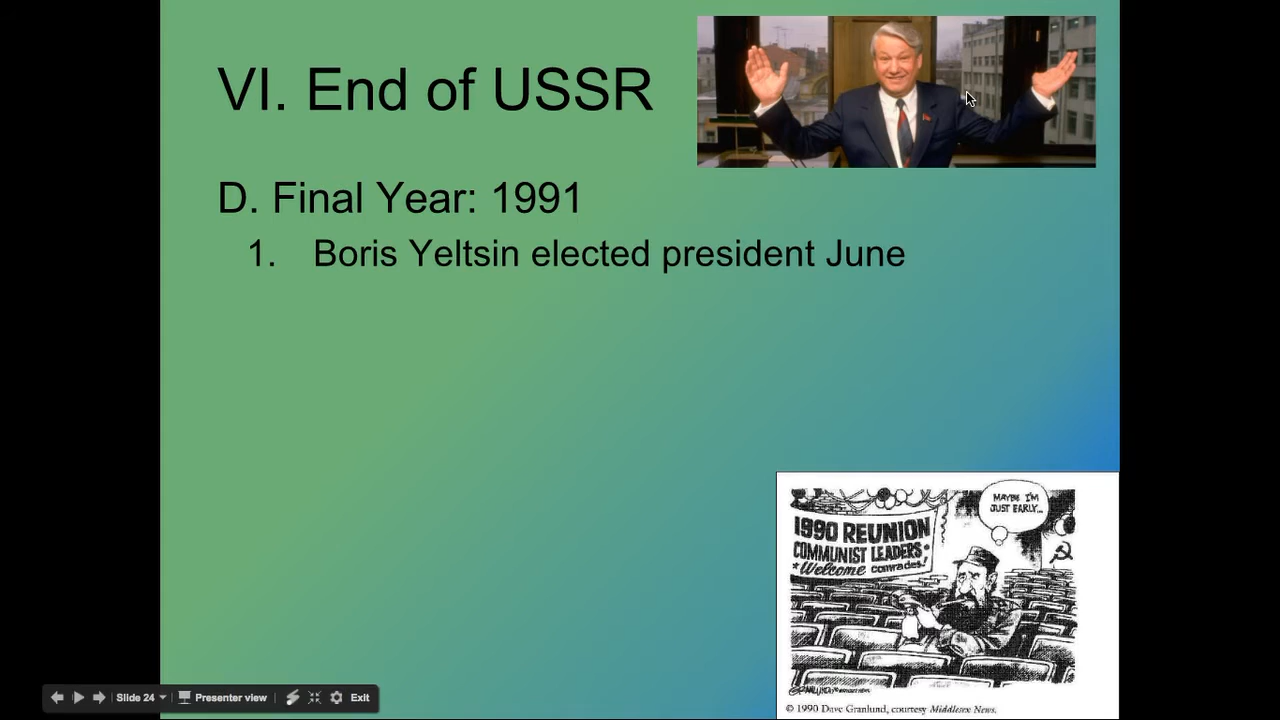 VI. End of USSR
D. Final Year: 1991
1. Boris Yeltsin elected president June
MAYBE I'M
JUST EARLY...
1990 REUNION
COMMUNIST LEADERS*
*Welcome comrades!
© 1990 Dave Granlund, courtesy Middlesex News.
Slide 24
Presenter view
Exit